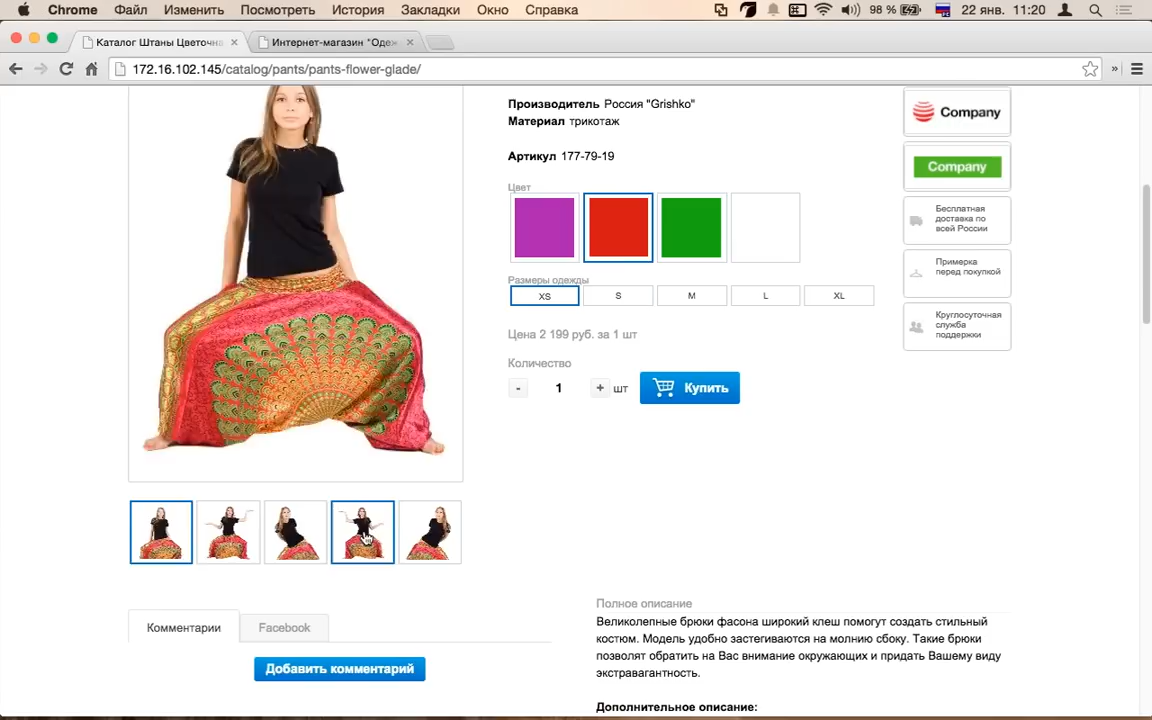 Chrome Файл Изменить Посмотреть История Закладки Окно Справка 98 % 22 янв. 11:20
Каталог Штаны Цветочна
Интернет-магазин "Одеж
172.16.102.145/catalog/pants/pants-flower-glade/
Производитель Россия "Grishko"
Материал трикотаж
Артикул 177-79-19
Цвет
Размеры одежды
XS S M L XL
Цена 2 199 руб. за 1 шт
Количество
- 1 + шт Купить
Company
Company
Бесплатная
доставка по
всей России
Примерка
перед покупкой
Круглосуточная
служба
поддержки
Комментарии Facebook
Добавить комментарий
Полное описание
Великолепные брюки фасона широкий клеш помогут создать стильный
костюм. Модель удобно застегиваются на молнию сбоку. Такие брюки
позволят обратить на Вас внимание окружающих и придать Вашему виду
экстравагантность.
Дополнительное описание: